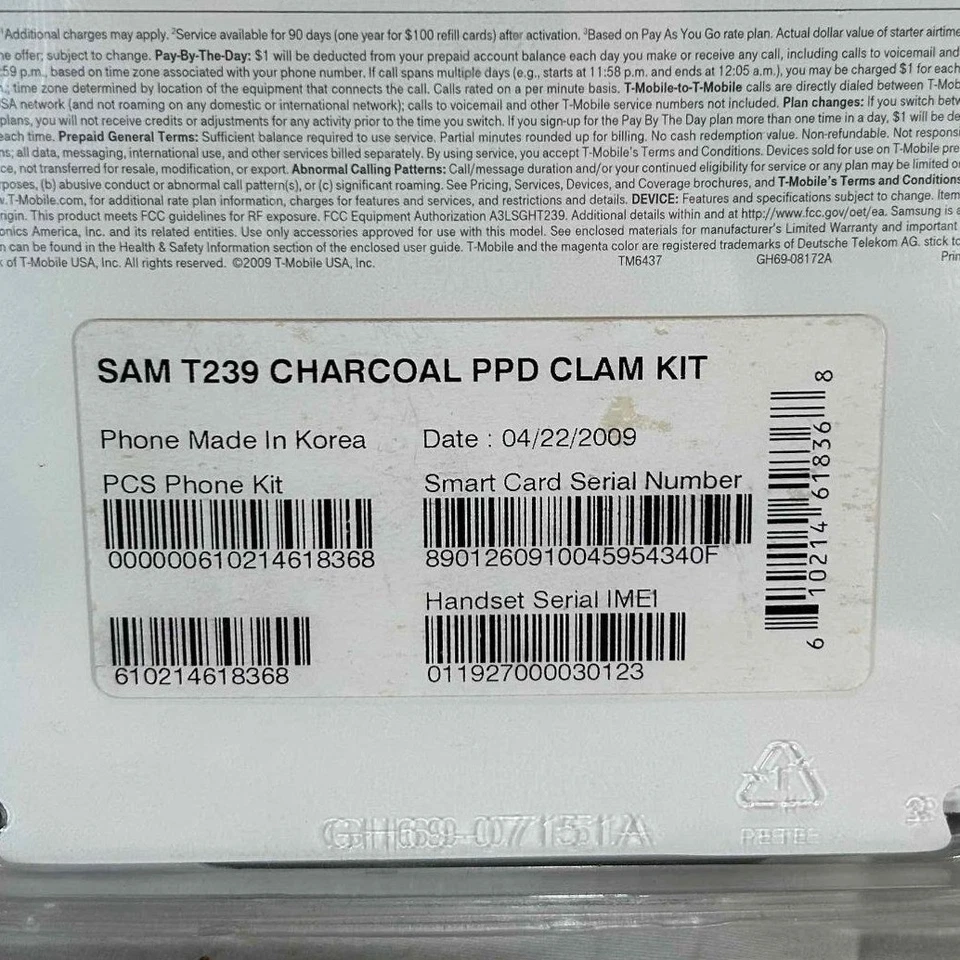 ¹Additional charges may apply. ²Service available for 90 days (one year for $100 refill cards) after activation. ³Based on Pay As You Go rate plan. Actual dollar value of starter airtime
offer; subject to change. Pay-By-The-Day: $1 will be deducted from your prepaid account balance each day you make or receive any call, including calls to voicemail and
:59 p.m., based on time zone associated with your phone number. If call spans multiple days (e.g., starts at 11:58 p.m. and ends at 12:05 a.m.), you may be charged $1 for each
time zone determined by location of the equipment that connects the call. Calls rated on a per minute basis. T-Mobile-to-T-Mobile calls are directly dialed between T-Mob
SA network (and not roaming on any domestic or international network); calls to voicemail and other T-Mobile service numbers not included. Plan changes: If you switch betw
plans, you will not receive credits or adjustments for any activity prior to the time you switch. If you sign-up for the Pay By The Day plan more than one time in a day, $1 will be de
each time. Prepaid General Terms: Sufficient balance required to use service. Partial minutes rounded up for billing. No cash redemption value. Non-refundable. Not responsi
ns; all data, messaging, international use, and other services billed separately. By using service, you accept T-Mobile's Terms and Conditions. Devices sold for use on T-Mobile pre
ce, not transferred for resale, modification, or export. Abnormal Calling Patterns: Call/message duration and/or your continued eligibility for service or any plan may be limited or
rposes, (b) abusive conduct or abnormal call pattern(s), or (c) significant roaming. See Pricing, Services, Devices, and Coverage brochures, and T-Mobile's Terms and Conditions
w.T-Mobile.com, for additional rate plan information, charges for features and services, and restrictions and details. DEVICE: Features and specifications subject to change. Item
ngin. This product meets FCC guidelines for RF exposure. FCC Equipment Authorization A3LSGHT239. Additional details within and at http://www.fcc.gov/oet/ea. Samsung is a
onics America, Inc. and its related entities. Use only accessories approved for use with this model. See enclosed materials for manufacturer's Limited Warranty and important
n can be found in the Health & Safety Information section of the enclosed user guide. T-Mobile and the magenta color are registered trademarks of Deutsche Telekom AG. stick to
k of T-Mobile USA, Inc. All rights reserved. ©2009 T-Mobile USA, Inc. TM6437 GH69-08172A Prin
SAM T239 CHARCOAL PPD CLAM KIT
Phone Made In Korea Date : 04/22/2009
PCS Phone Kit Smart Card Serial Number
00000061021461​8368 8901260910045954340F
Handset Serial IMEI
610214618368 011927000030123
6 10214 61836 8
GH69-07151A
1
PETE